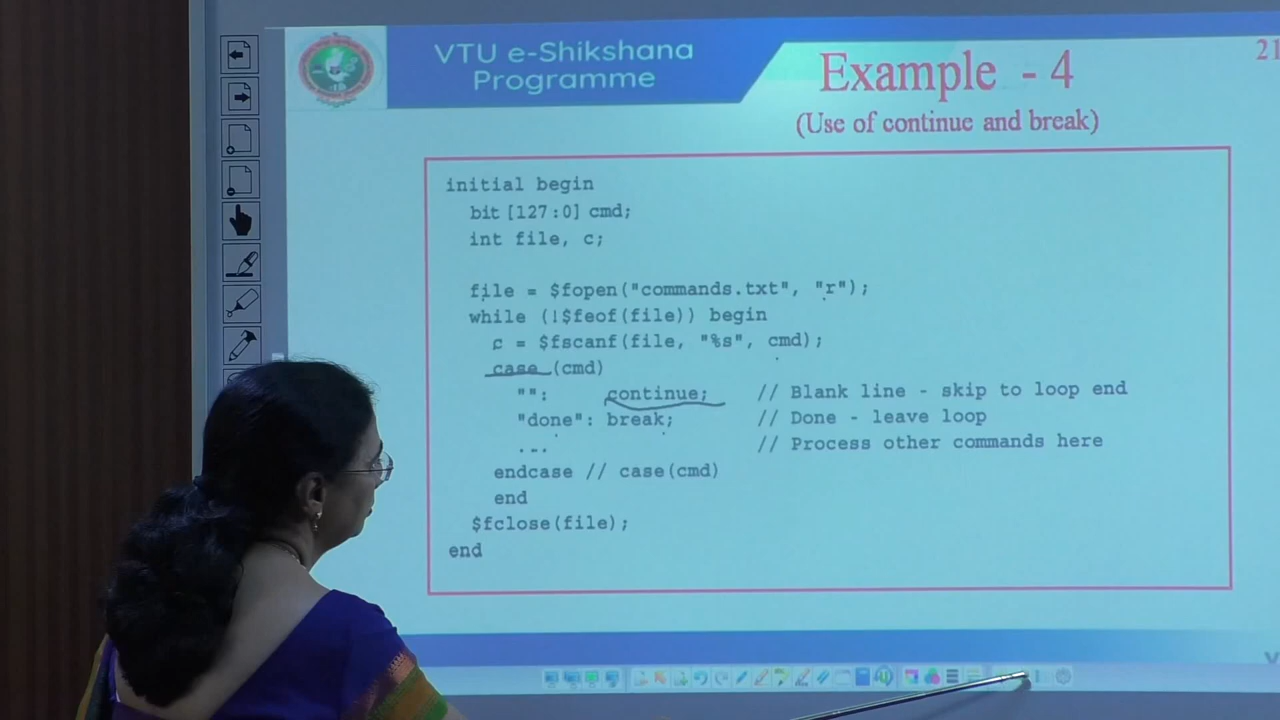 VTU e-Shikshana
Programme
Example - 4
21
(Use of continue and break)
initial begin
bit [127:0] cmd;
int file, c;
file = $fopen("commands.txt", "r");
while (!$feof(file)) begin
c = $fscanf(file, "%s", cmd);
case (cmd)
"": continue; // Blank line - skip to loop end
"done": break; // Done - leave loop
... // Process other commands here
endcase // case(cmd)
end
$fclose(file);
end